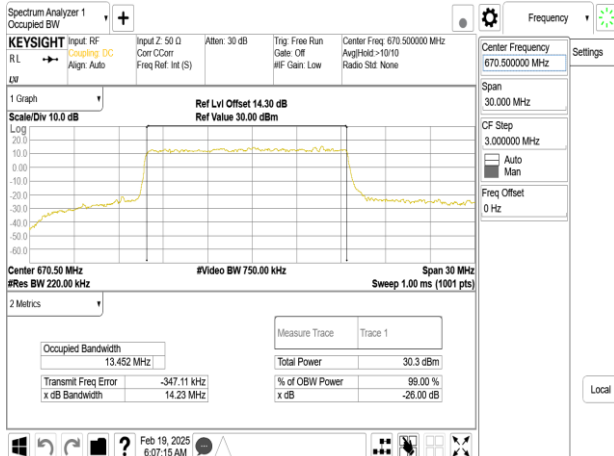 Spectrum Analyzer 1
Occupied BW
+
Frequency
KEYSIGHT
RL
LXI
Input: RF
Coupling: DC
Align: Auto
Input Z: 50 Ω
Corr CCorr
Freq Ref: Int (S)
Atten: 30 dB
Trig: Free Run
Gate: Off
#IF Gain: Low
Center Freq: 670.500000 MHz
Avg|Hold:>10/10
Radio Std: None
Center Frequency
670.500000 MHz
Settings
Span
30.000 MHz
CF Step
3.000000 MHz
Auto
Man
Freq Offset
0 Hz
Local
1 Graph
Scale/Div 10.0 dB
Ref Lvl Offset 14.30 dB
Ref Value 30.00 dBm
Log
20.0
10.0
0.00
-10.0
-20.0
-30.0
-40.0
-50.0
-60.0
Center 670.50 MHz
#Video BW 750.00 kHz
Span 30 MHz
#Res BW 220.00 kHz
Sweep 1.00 ms (1001 pts)
2 Metrics
Measure Trace
Trace 1
Occupied Bandwidth
13.452 MHz
Total Power
30.3 dBm
Transmit Freq Error
-347.11 kHz
% of OBW Power
99.00 %
x dB Bandwidth
14.23 MHz
x dB
-26.00 dB
?
Feb 19, 2025
6:07:15 AM